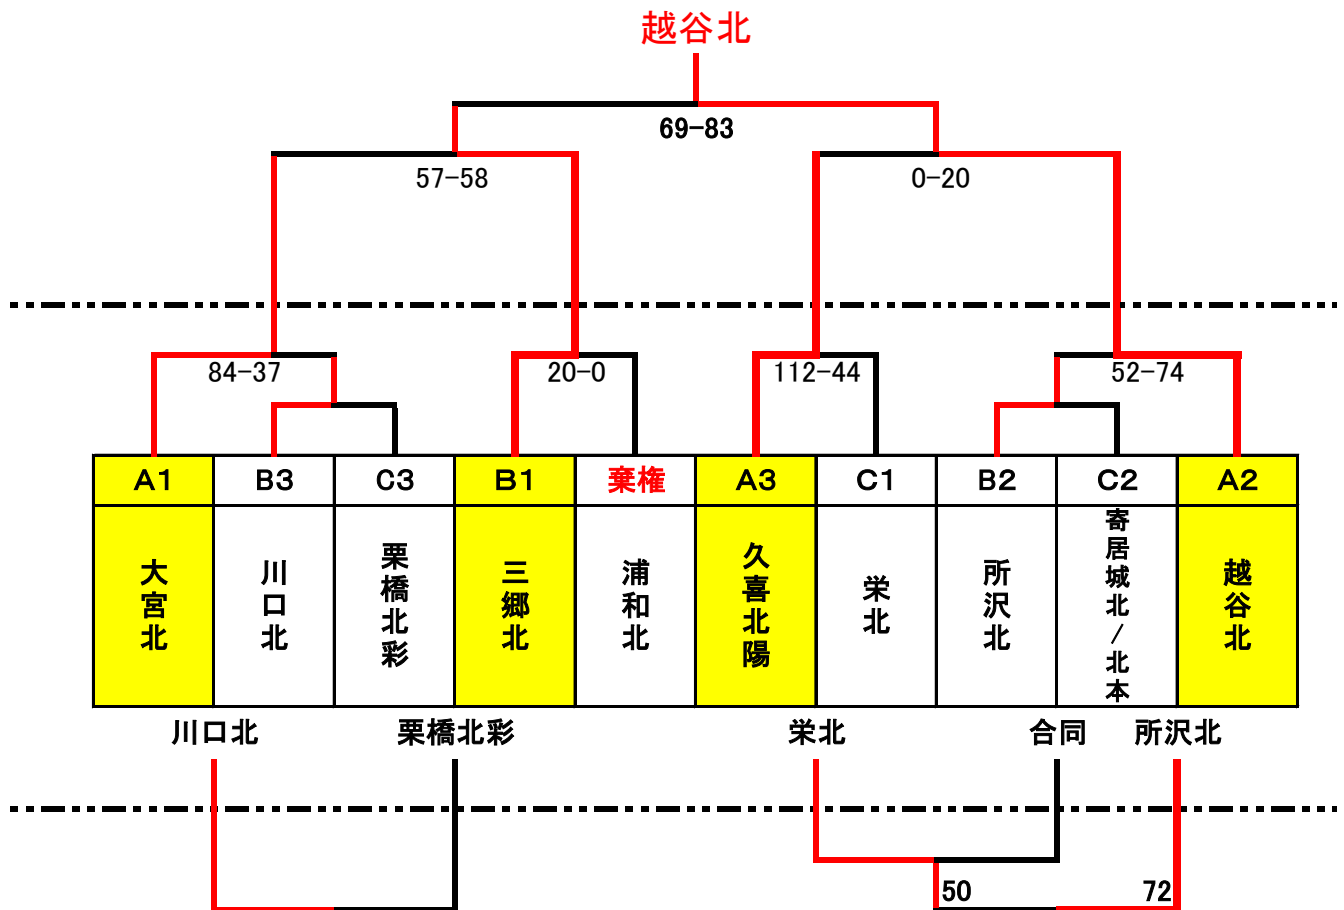 越谷北
69-83
57-58
0-20
84-37
20-0
112-44
52-74
A1 B3 C3 B1 棄権 A3 C1 B2 C2 A2
大宮北
川口北
栗橋北彩
三郷北
浦和北
久喜北陽
栄北
所沢北
寄居城北/北本
越谷北
川口北 栗橋北彩 栄北 合同 所沢北
50 72